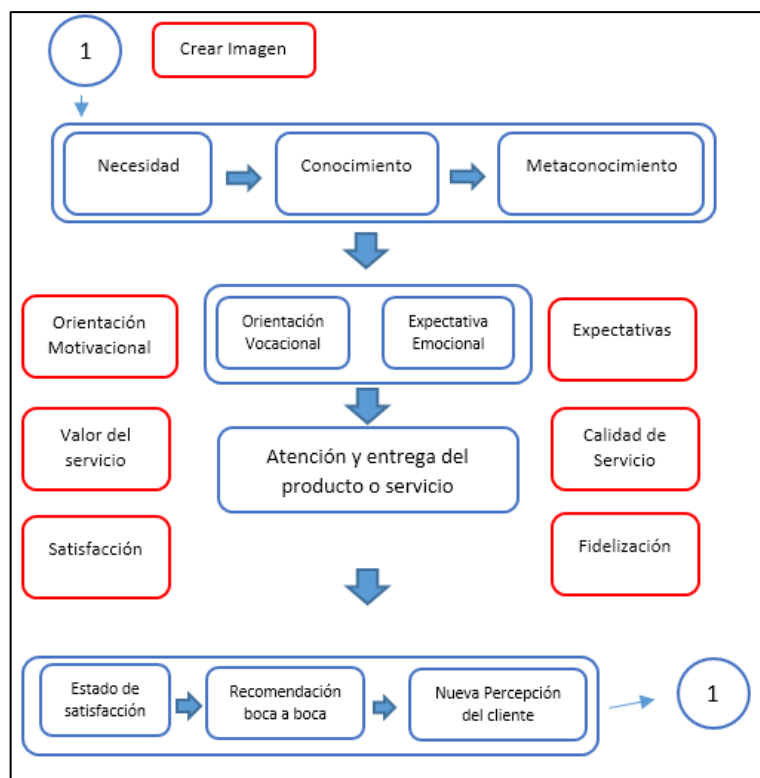 1
Crear Imagen
Necesidad
Conocimiento
Metaconocimiento
Orientación
Motivacional
Orientación
Vocacional
Expectativa
Emocional
Expectativas
Valor del
servicio
Atención y entrega del
producto o servicio
Calidad de
Servicio
Satisfacción
Fidelización
Estado de
satisfacción
Recomendación
boca a boca
Nueva Percepción
del cliente
1